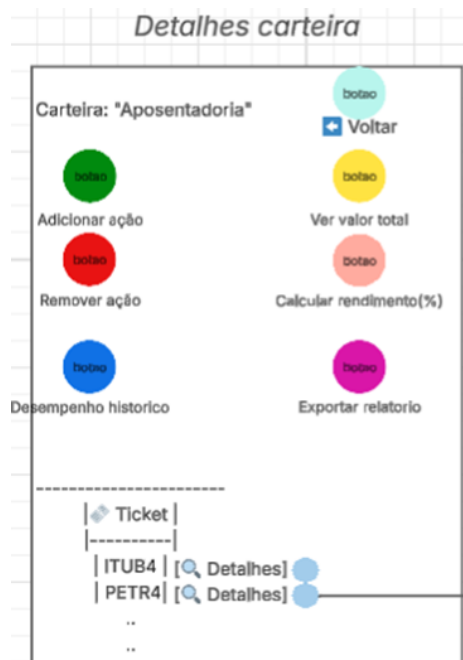 Detalhes carteira
botao
Carteira: "Aposentadoria"
⬅ Voltar
botao botao
Adicionar ação Ver valor total
botao botao
Remover ação Calcular rendimento(%)
botao botao
Desempenho historico Exportar relatorio
-----------------------
| Ticket |
|----------|
| ITUB4 | [🔍 Detalhes]
| PETR4 | [🔍 Detalhes]
..
..